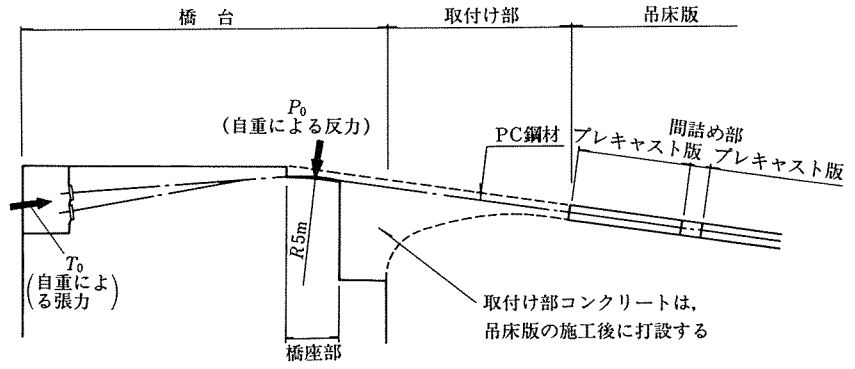 橋 台
取付け部
吊床版
P₀
(自重による反力)
PC鋼材
プレキャスト版
間詰め部
プレキャスト版
R5m
T₀
(自重によ
る張力)
取付け部コンクリートは,
吊床版の施工後に打設する
橋座部